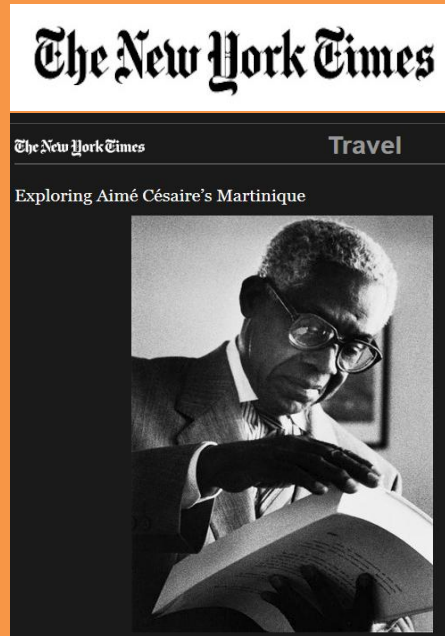 The New York Times
The New York Times
Travel
Exploring Aimé Césaire’s Martinique